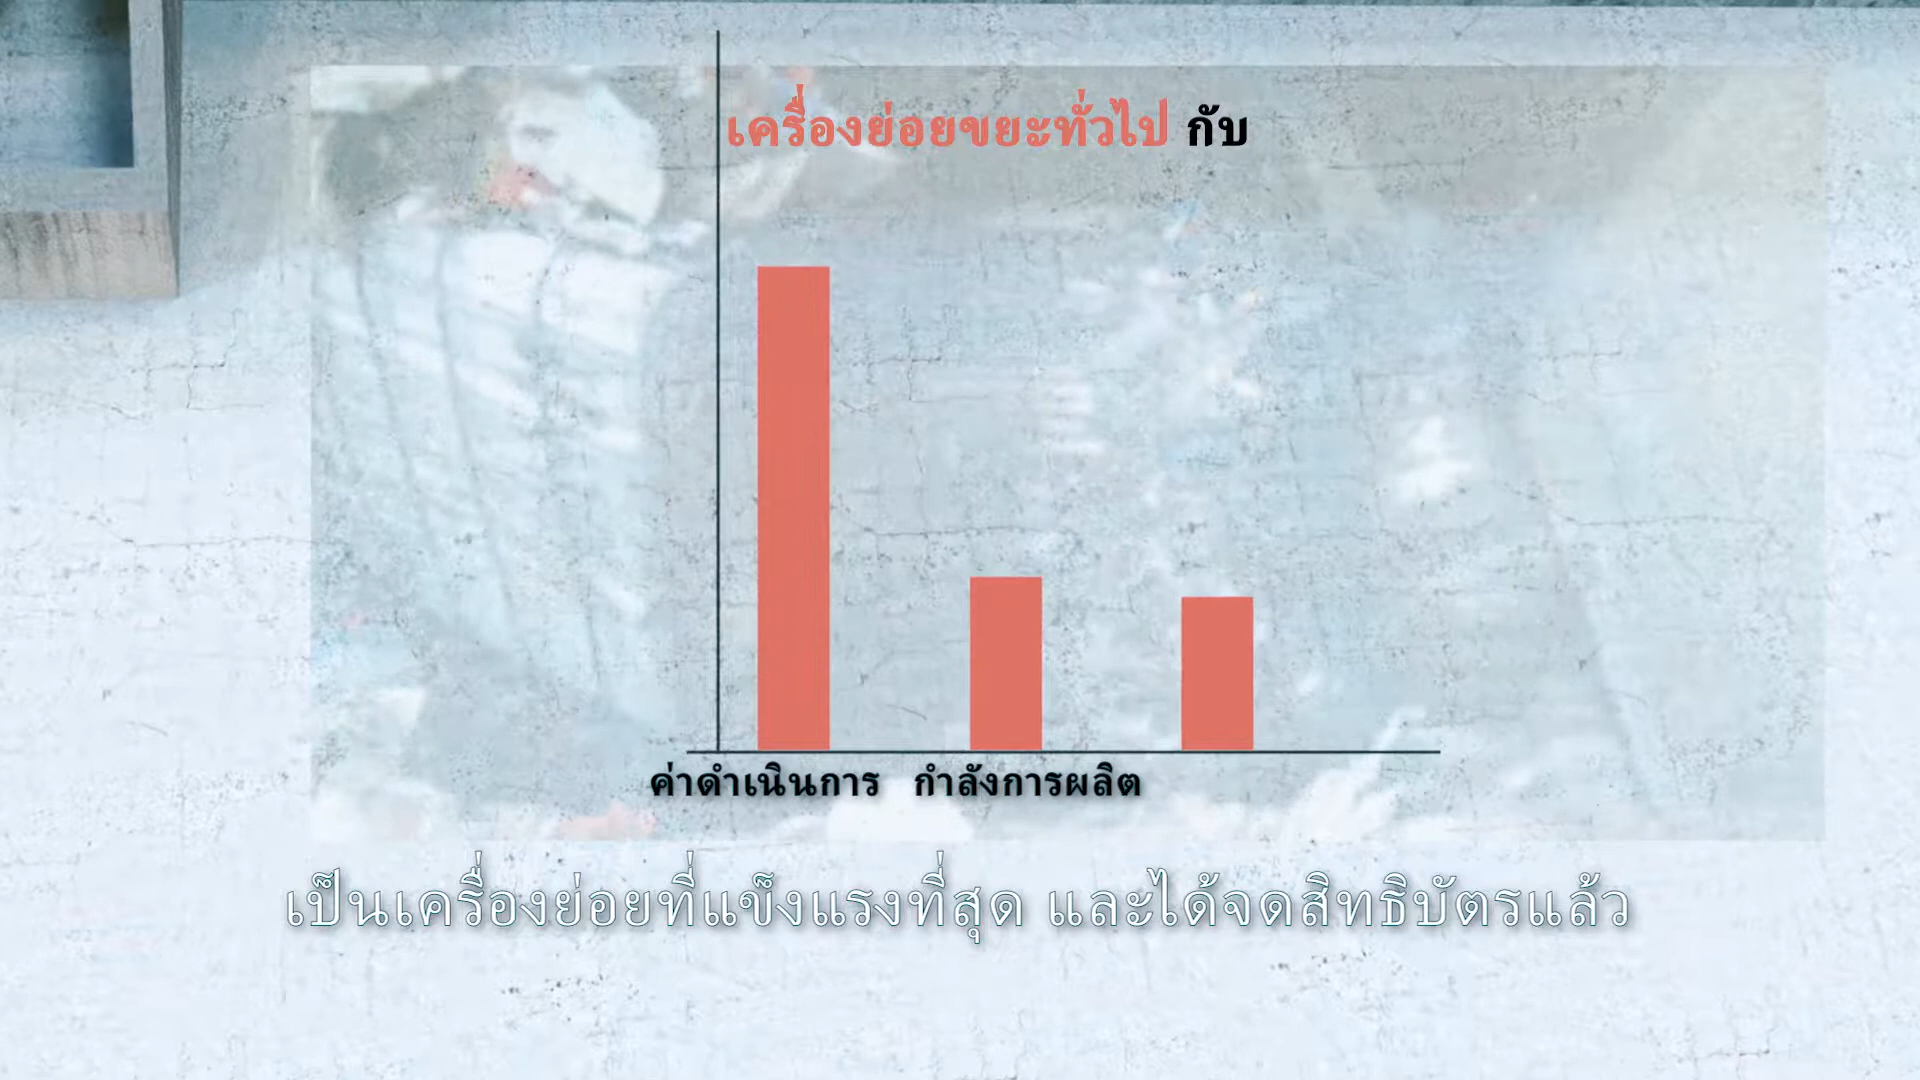 เครื่องย่อยขยะทั่วไป กับ
ค่าดำเนินการ กำลังการผลิต
เป็นเครื่องย่อยที่แข็งแรงที่สุด และได้จดสิทธิบัตรแล้ว